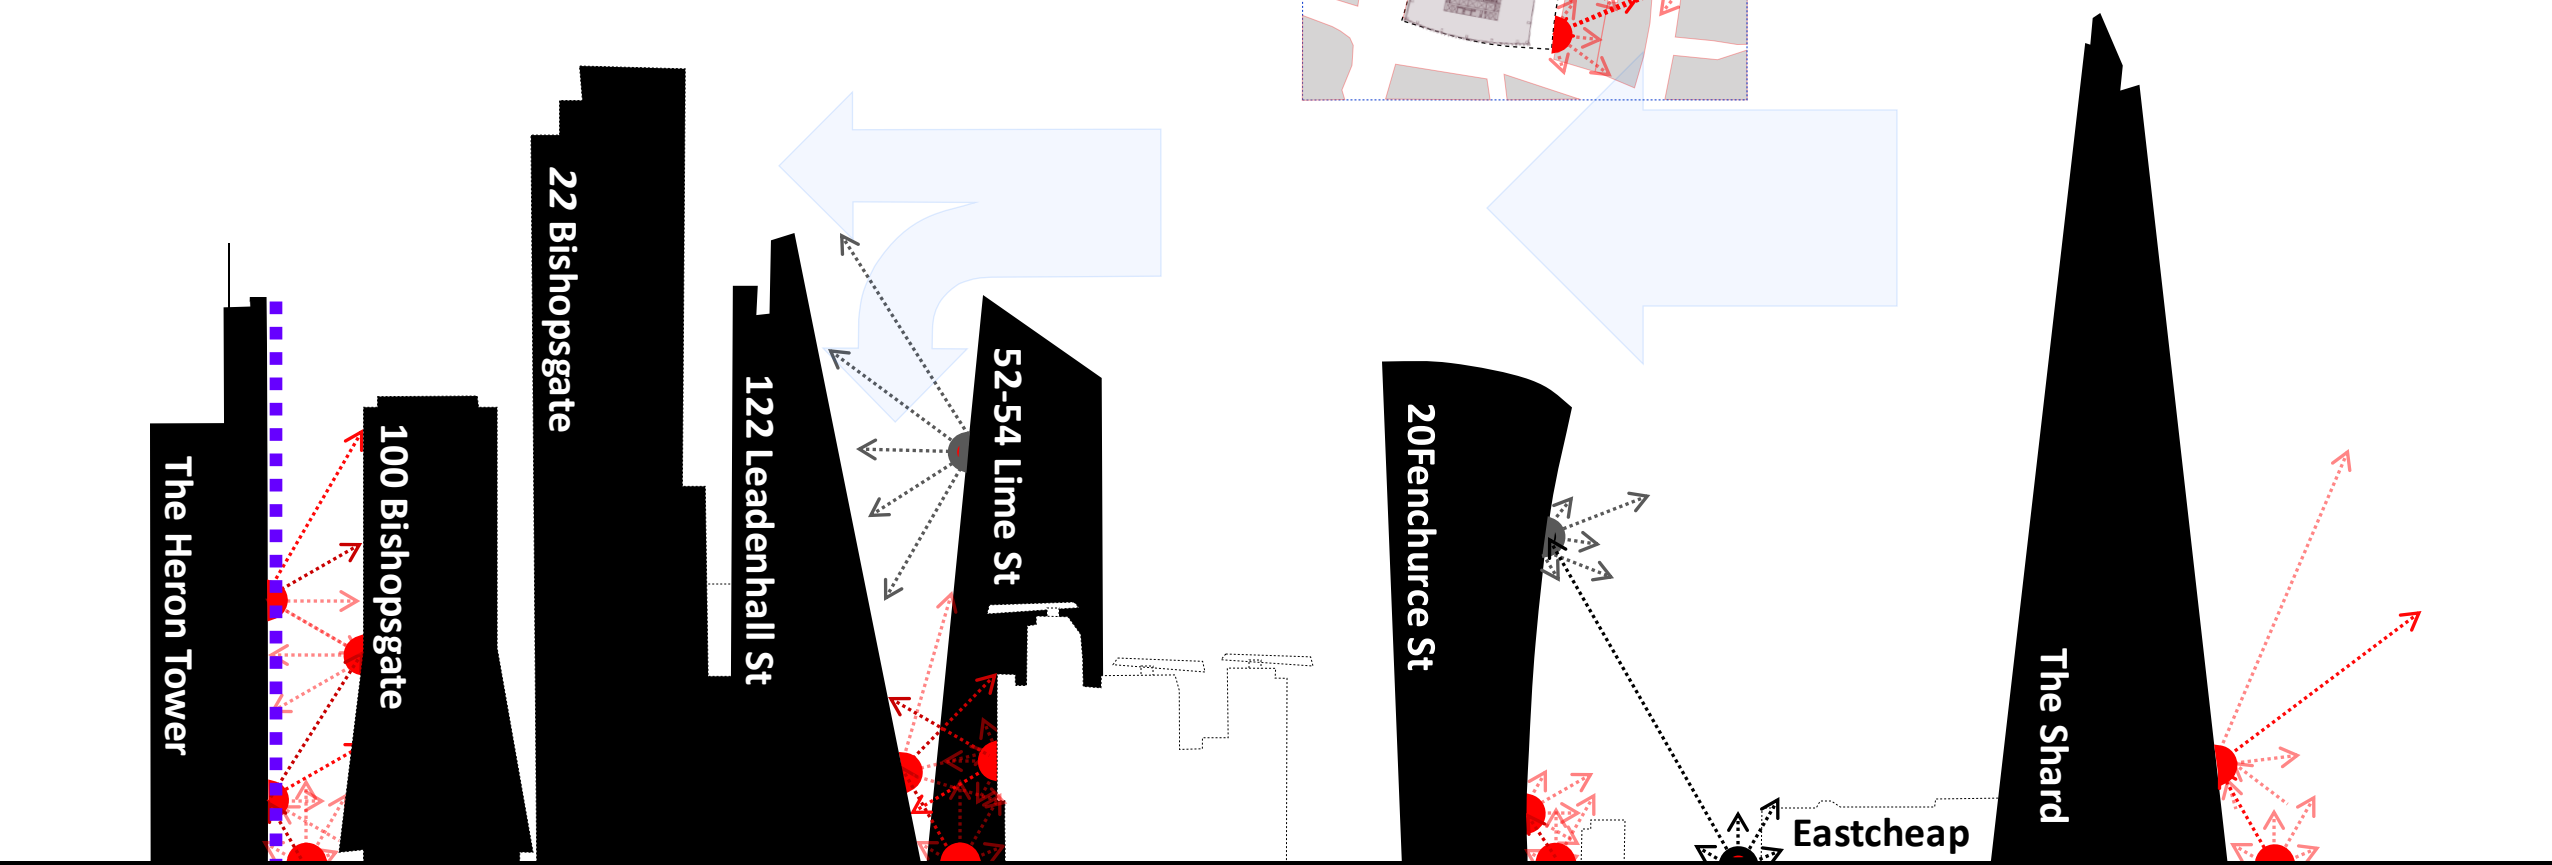 The Heron Tower
100 Bishopsgate
22 Bishopsgate
122 Leadenhall St
52-54 Lime St
20Fenchurce St
Eastcheap
The Shard